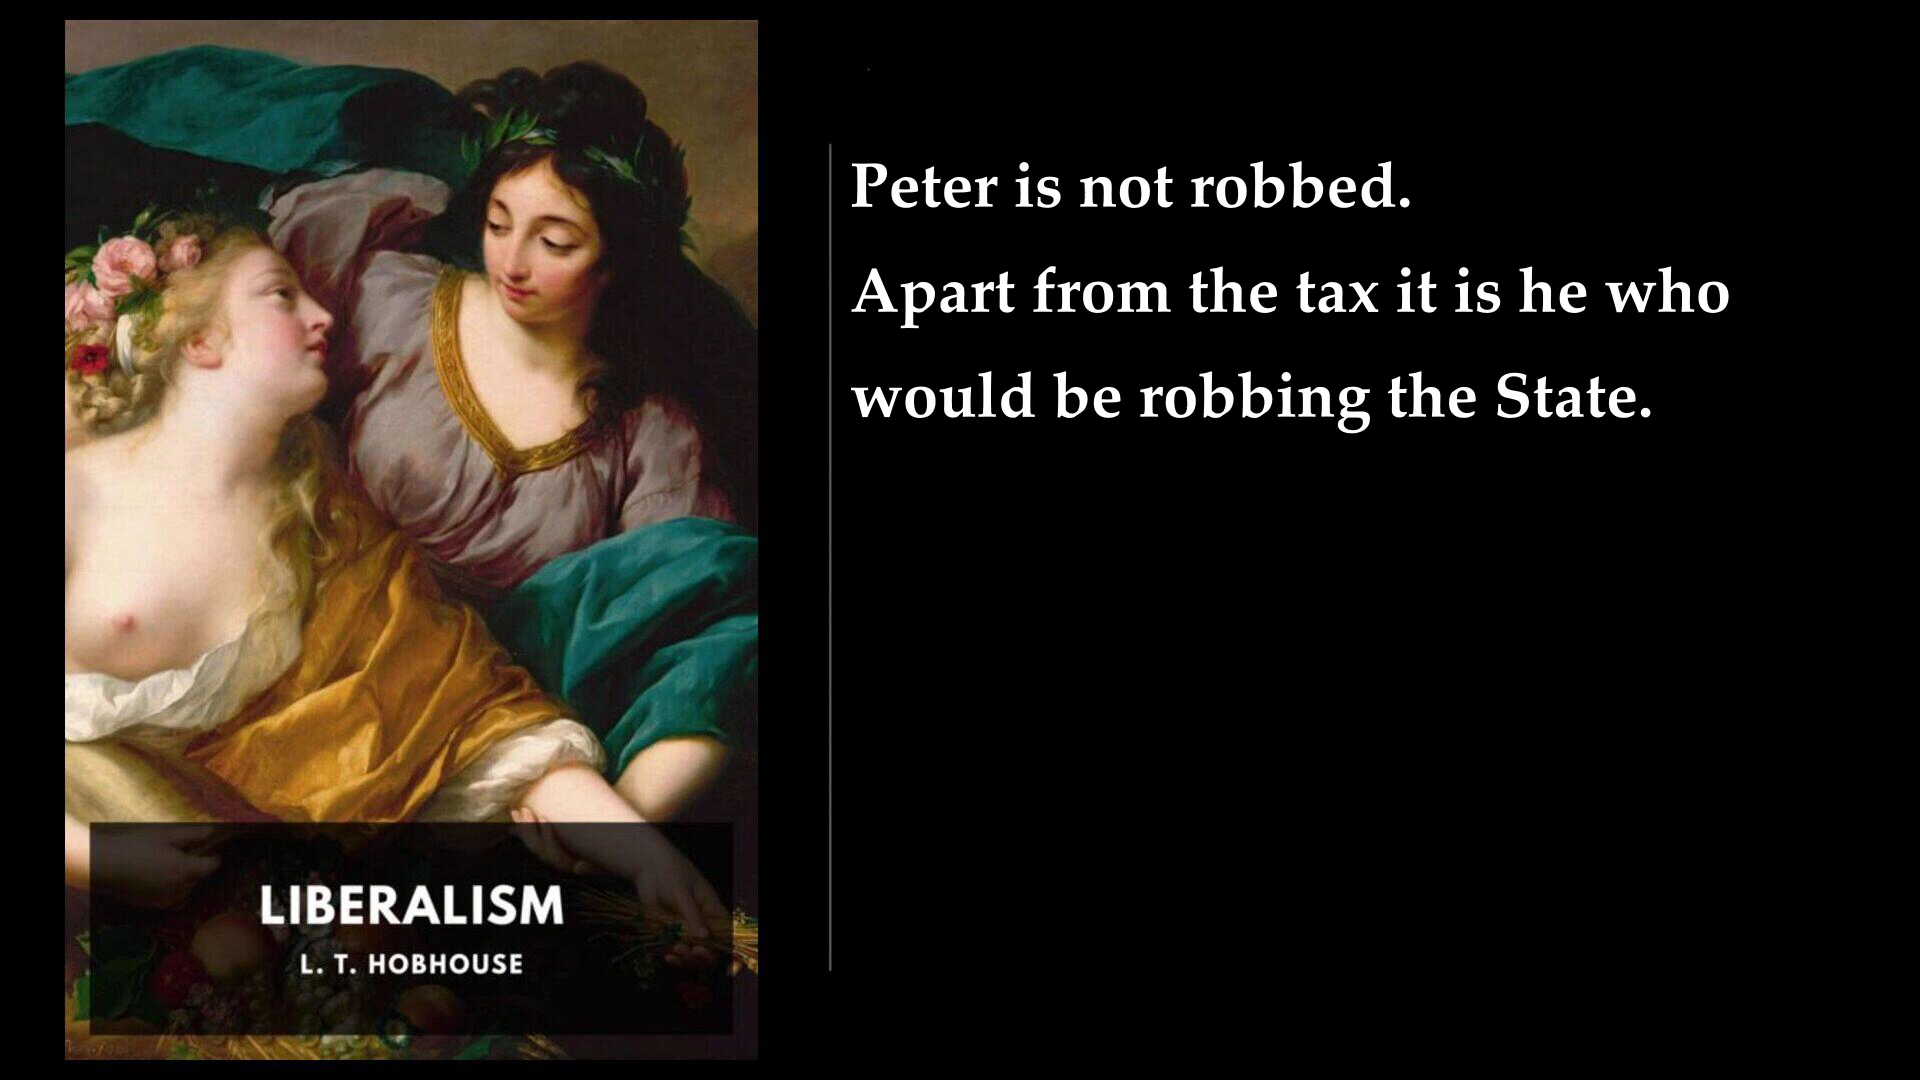 LIBERALISM
L. T. HOBHOUSE
Peter is not robbed.
Apart from the tax it is he who
would be robbing the State.